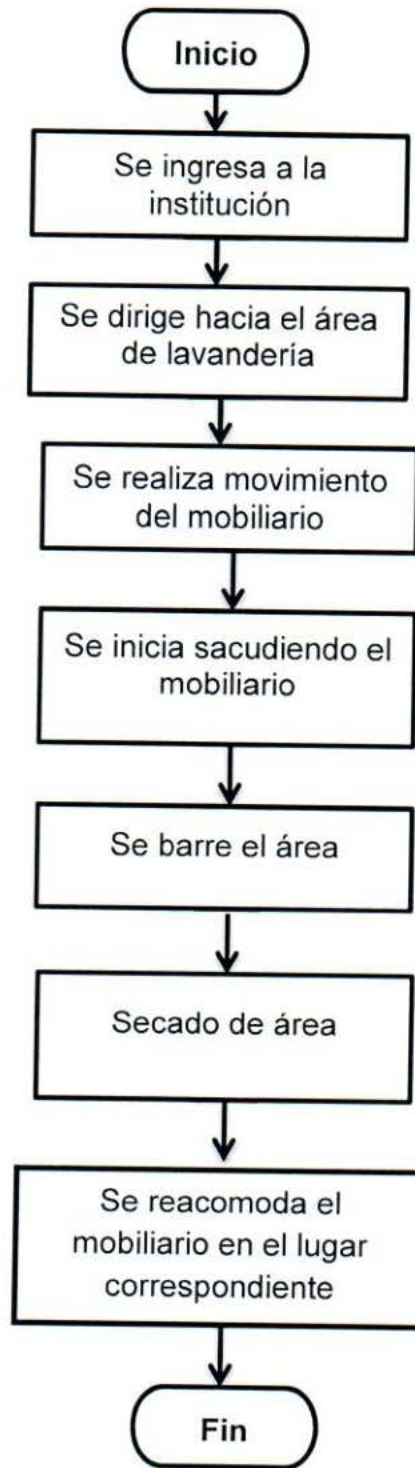 Inicio
Se ingresa a la
institución
Se dirige hacia el área
de lavandería
Se realiza movimiento
del mobiliario
Se inicia sacudiendo el
mobiliario
Se barre el área
Secado de área
Se reacomoda el
mobiliario en el lugar
correspondiente
Fin